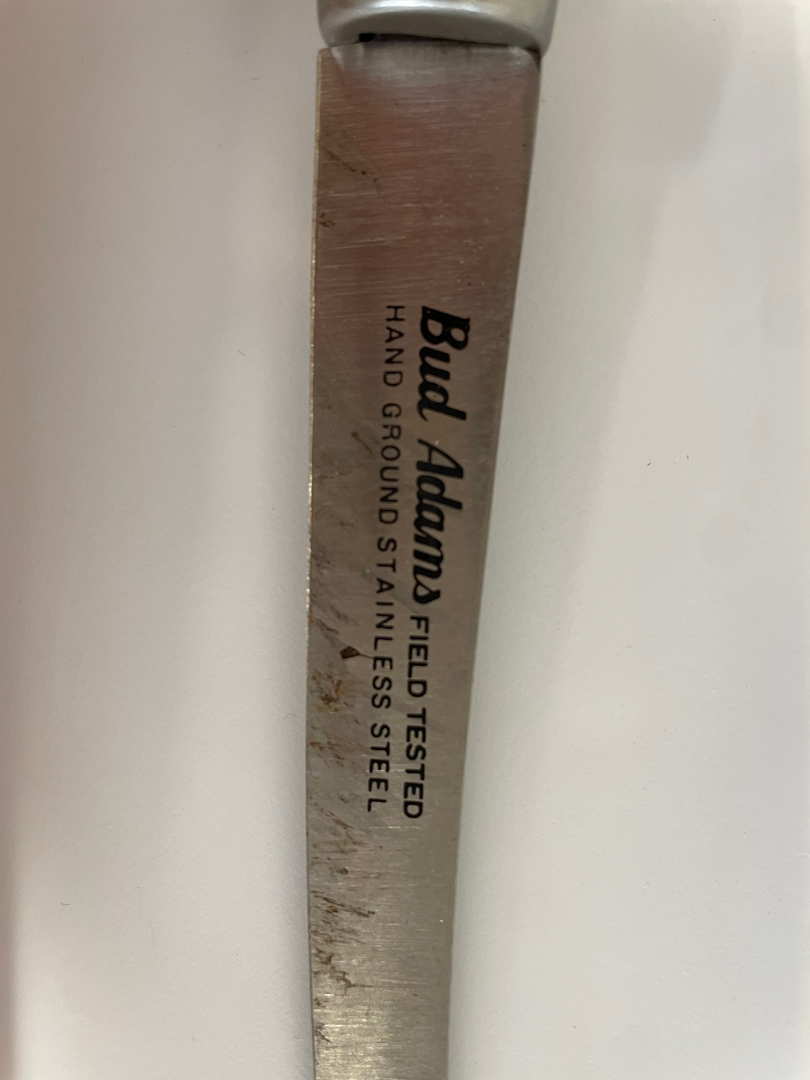 Bud Adams FIELD TESTED
HAND GROUND STAINLESS STEEL